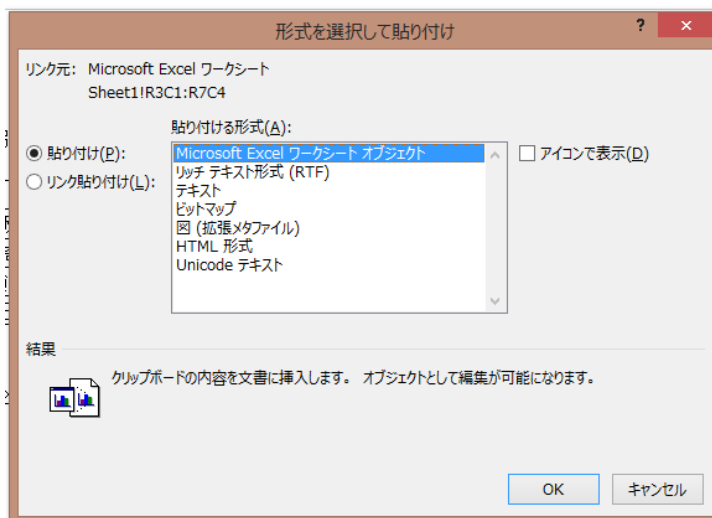 形式を選択して貼り付け
?
×
リンク元: Microsoft Excel ワークシート
Sheet1!R3C1:R7C4
貼り付ける形式(A):
貼り付け(P):
リンク貼り付け(L):
Microsoft Excel ワークシート オブジェクト
リッチ テキスト形式 (RTF)
テキスト
ビットマップ
図 (拡張メタファイル)
HTML 形式
Unicode テキスト
アイコンで表示(D)
結果
クリップボードの内容を文書に挿入します。 オブジェクトとして編集が可能になります。
OK
キャンセル